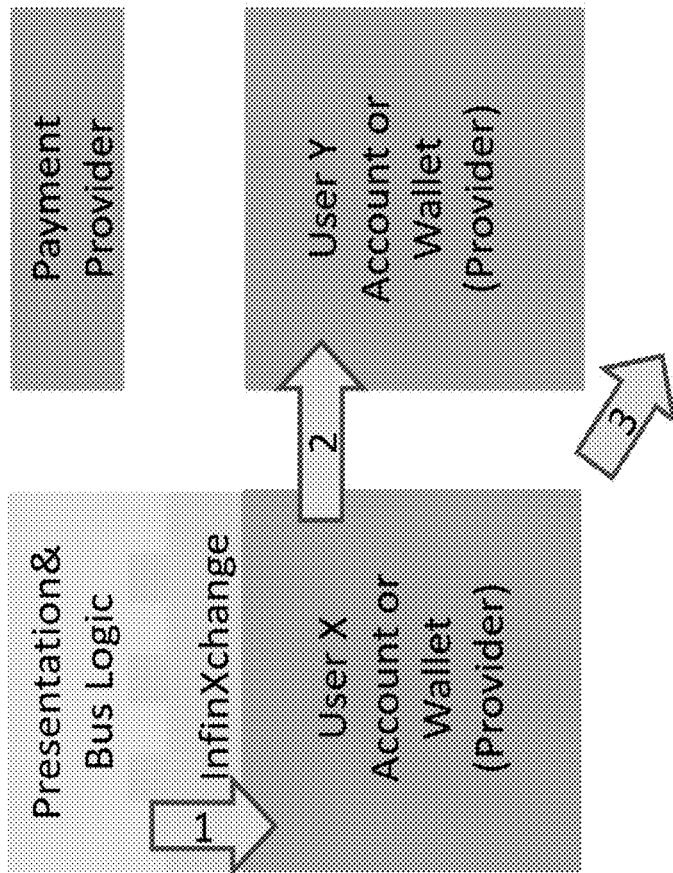 Presentation&
Bus Logic
1
InfinXchange
User X
Account or
Wallet
(Provider)
2
Payment
Provider
User Y
Account or
Wallet
(Provider)
3